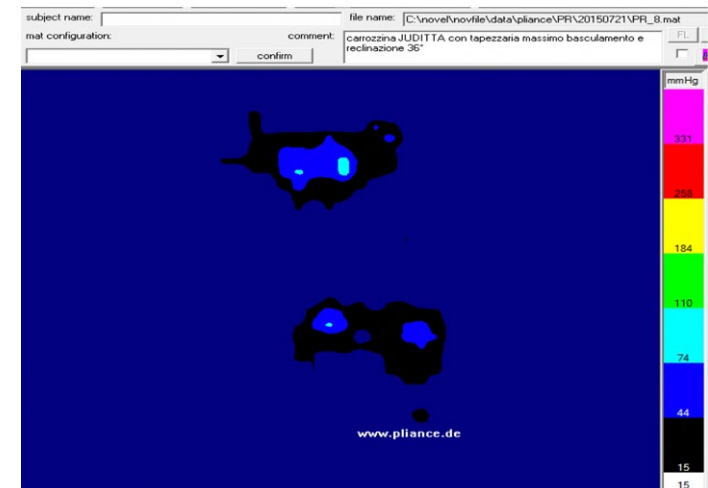 subject name:
file name: C:\novel\novfile\data\pliance\PR\20150721\PR_8.mat
mat configuration:
comment: carrozzina JUDITTA con tapezzaria massimo basculamento e
reclinazione 36°
FL
confirm
mmHg
331
258
184
110
74
44
15
15
www.pliance.de